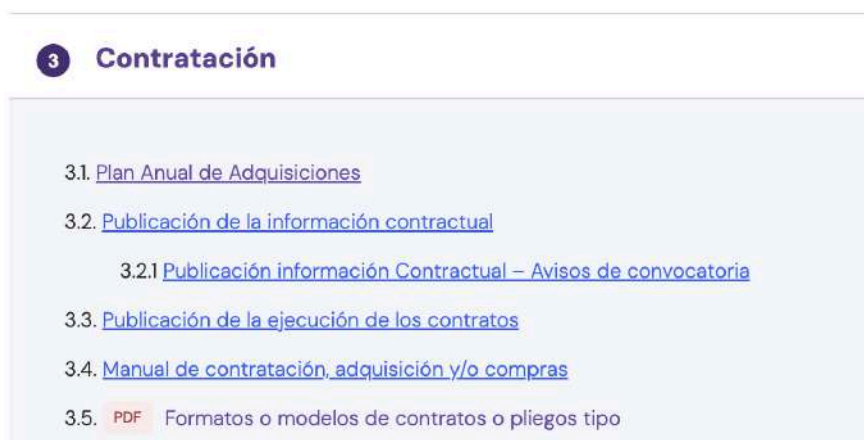 3 Contratación
3.1. Plan Anual de Adquisiciones
3.2. Publicación de la información contractual
3.2.1 Publicación información Contractual – Avisos de convocatoria
3.3. Publicación de la ejecución de los contratos
3.4. Manual de contratación, adquisición y/o compras
3.5. PDF Formatos o modelos de contratos o pliegos tipo